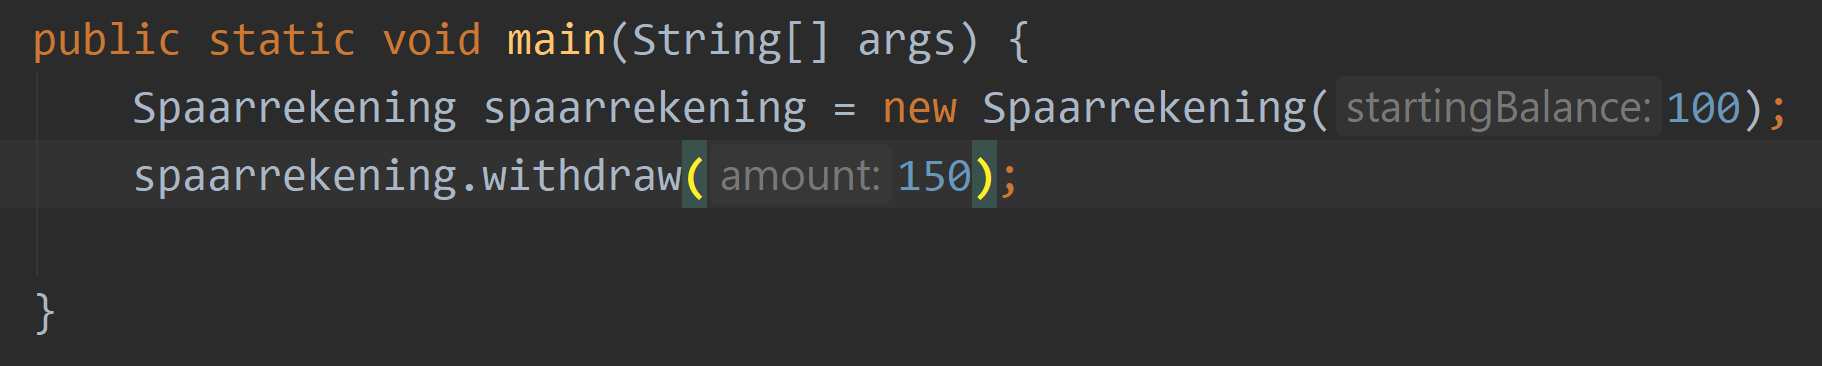 public static void main(String[] args) {
Spaarrekening spaarrekening = new Spaarrekening( startingBalance: 100);
spaarrekening.withdraw( amount: 150);
}